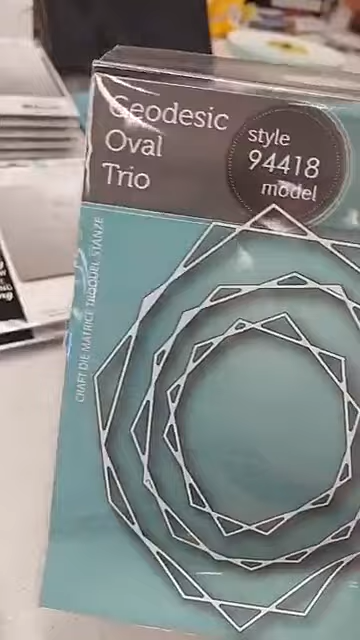 Geodesic
Oval
Trio
style
94418
model
CRAFT DIE MATRICE TROQUEL STANZE